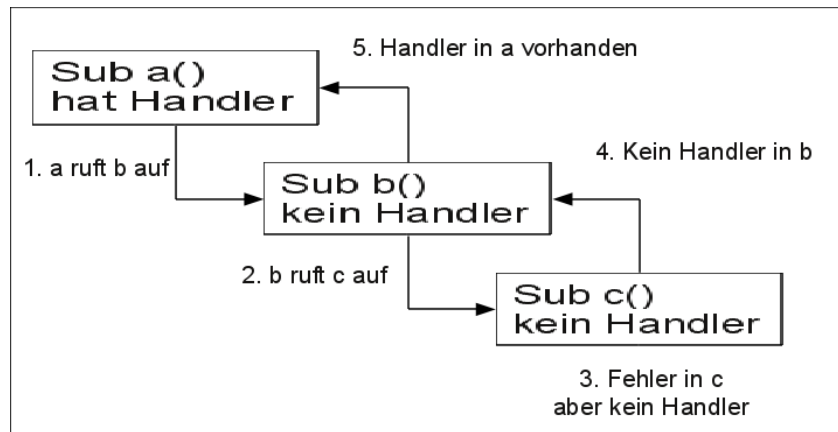 5. Handler in a vorhanden
Sub a()
hat Handler
1. a ruft b auf
4. Kein Handler in b
Sub b()
kein Handler
2. b ruft c auf
Sub c()
kein Handler
3. Fehler in c
aber kein Handler